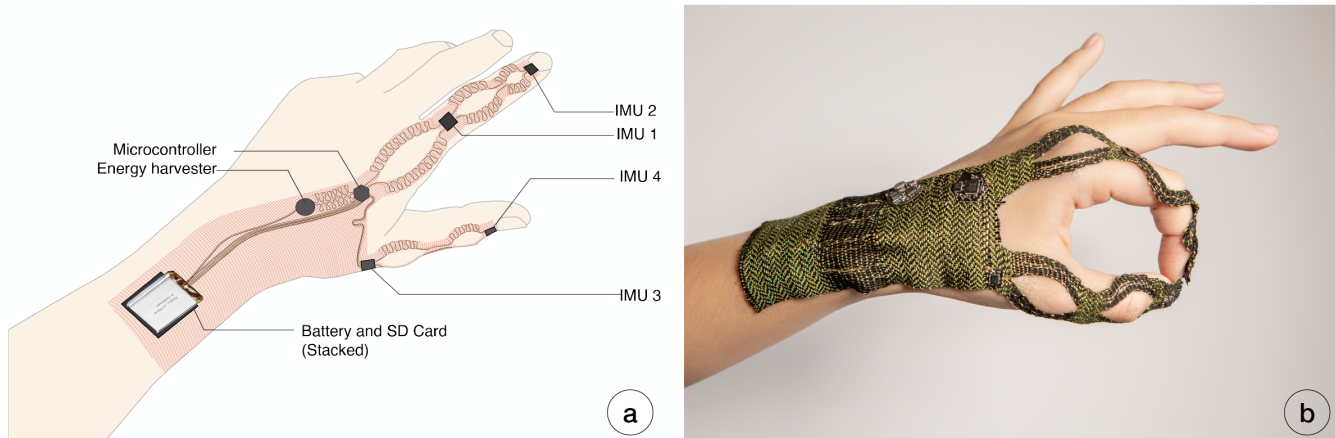 IMU 2
IMU 1
Microcontroller
Energy harvester
IMU 4
IMU 3
Battery and SD Card
(Stacked)
a
b